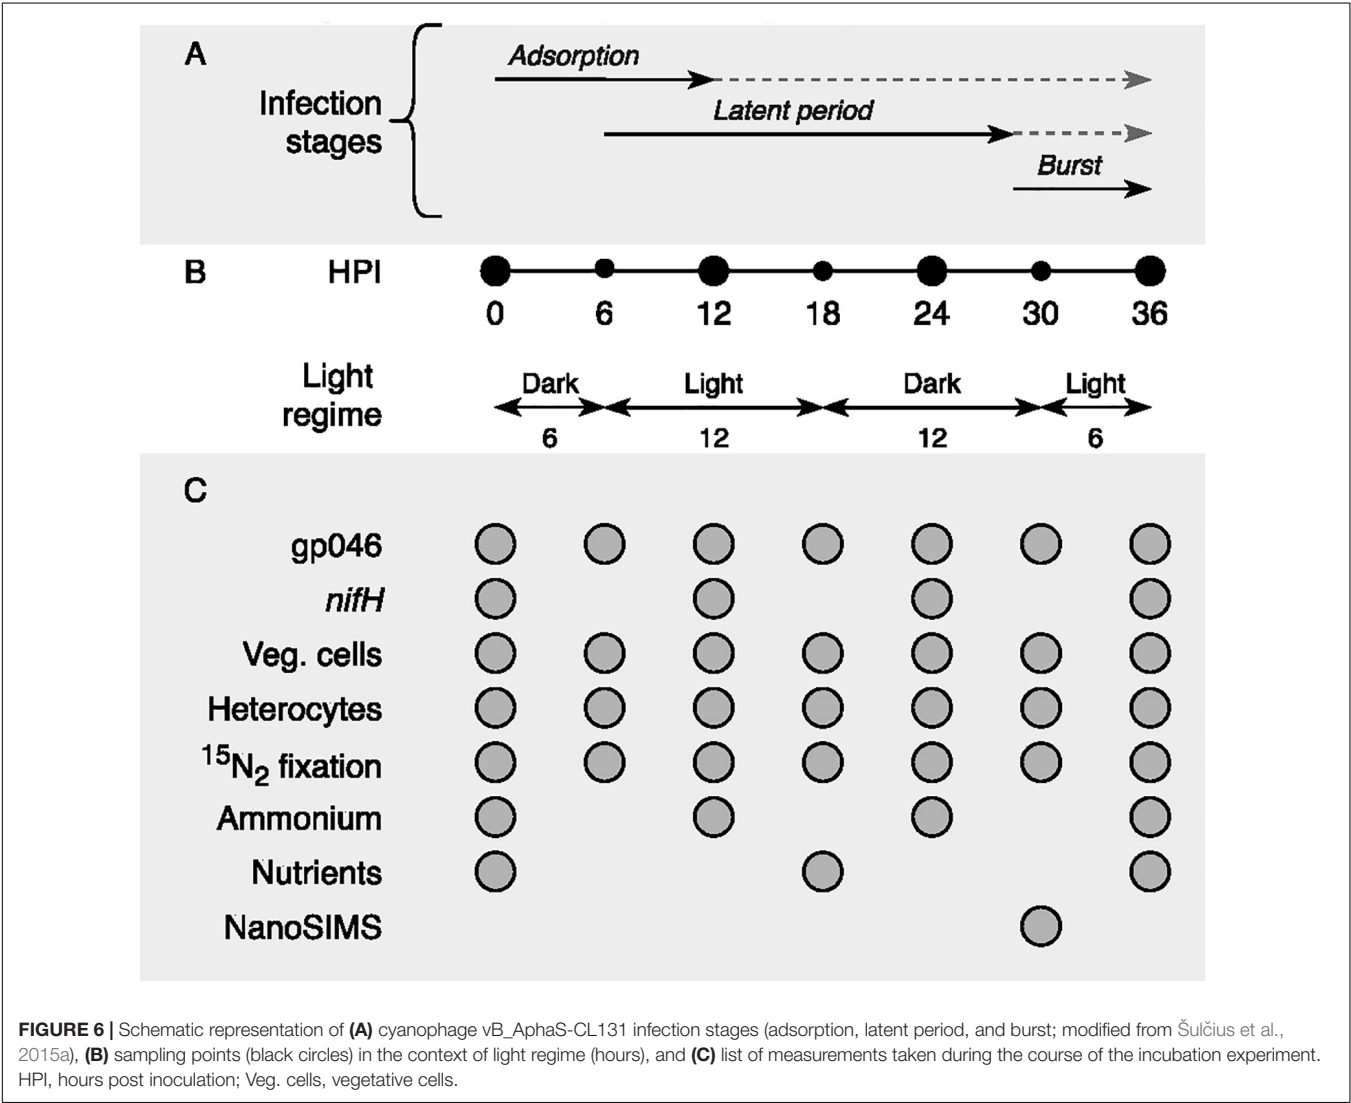 A
Adsorption
Infection
stages
Latent period
Burst
B HPI
0 6 12 18 24 30 36
Light
regime
Dark Light Dark Light
6 12 12 6
C
gp046
nifH
Veg. cells
Heterocytes
¹⁵N₂ fixation
Ammonium
Nutrients
NanoSIMS
FIGURE 6 | Schematic representation of (A) cyanophage vB_AphaS-CL131 infection stages (adsorption, latent period, and burst; modified from Šulčius et al.,
2015a), (B) sampling points (black circles) in the context of light regime (hours), and (C) list of measurements taken during the course of the incubation experiment.
HPI, hours post inoculation; Veg. cells, vegetative cells.